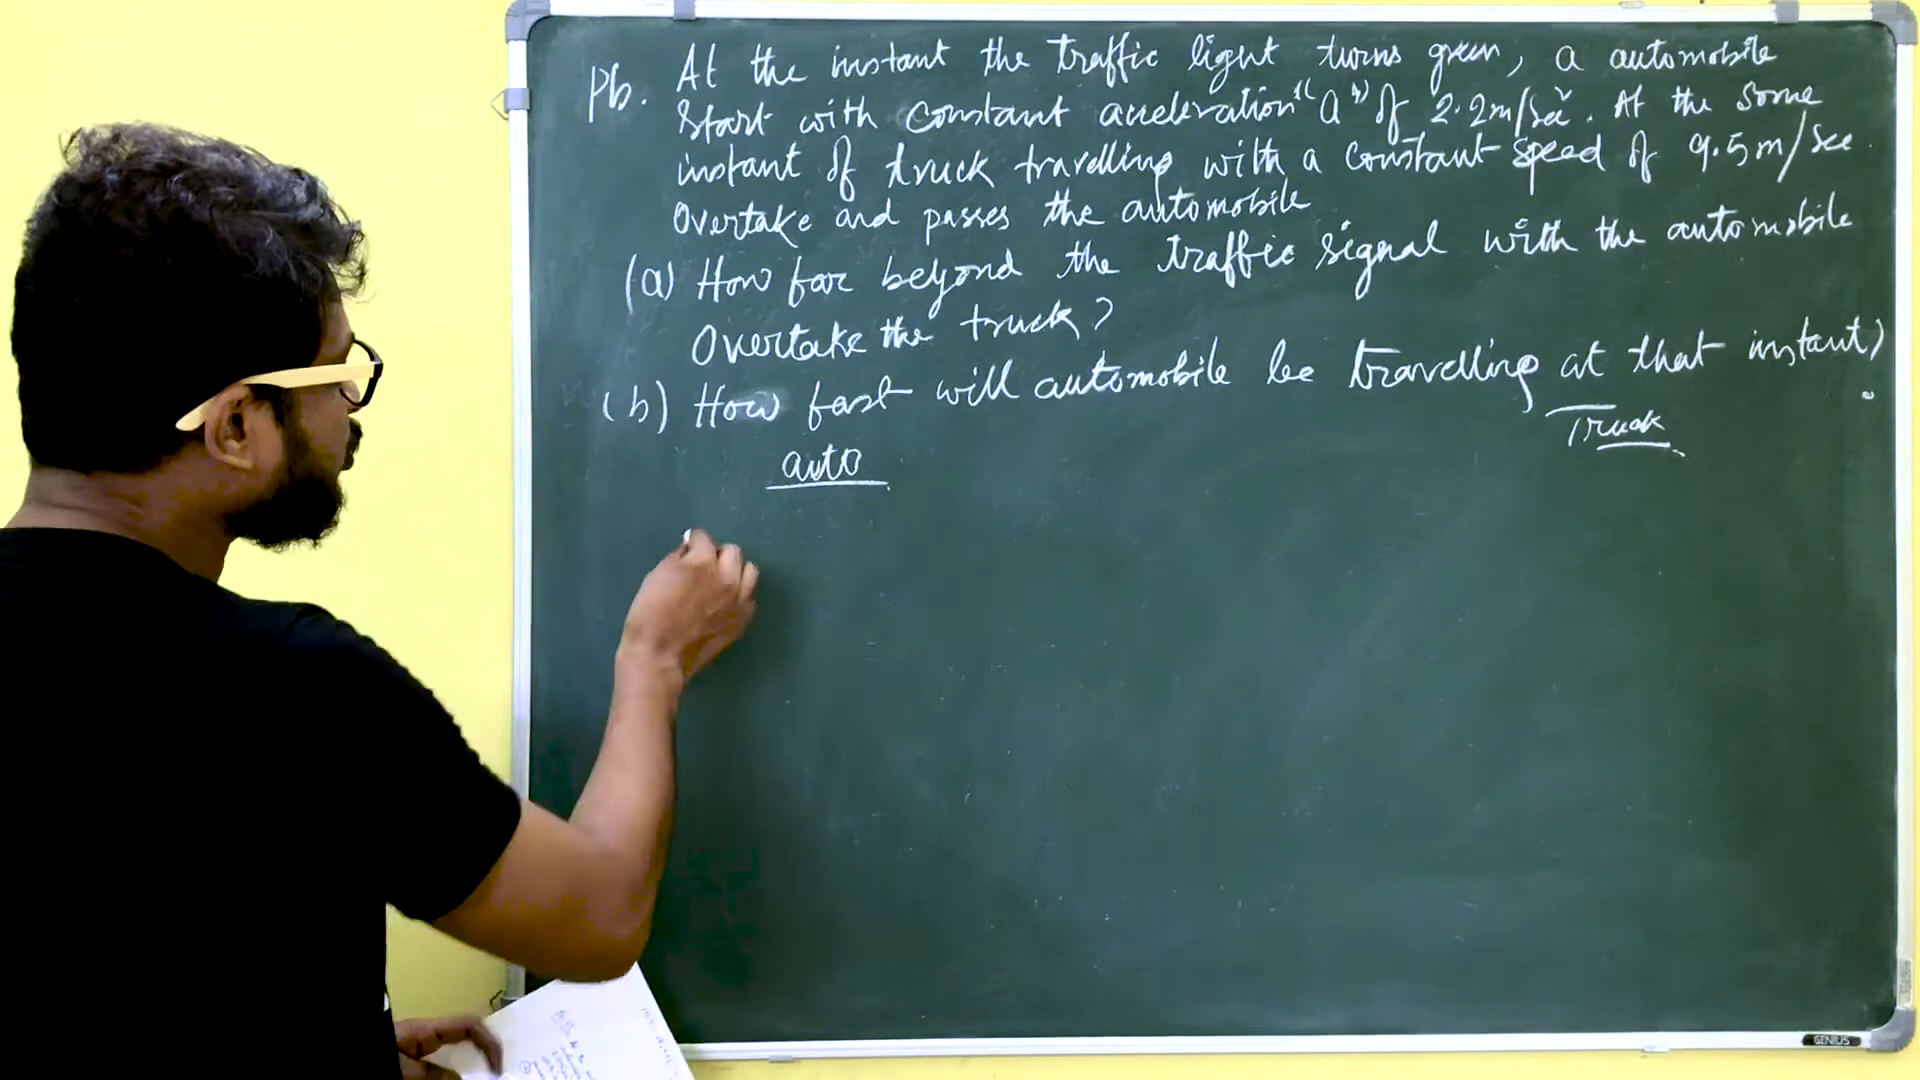 Pb. At the instant the traffic light turns green, a automobile
Start with constant acceleration "a" of 2.2m/sec². At the Some
instant of truck travelling with a constant speed of 9.5m/sec.
Overtake and passes the automobile
(a) How far beyond the traffic signal with the automobile
Overtake the truck?
(b) How fast will automobile be travelling at that instant?
auto
Truck
GENIUS